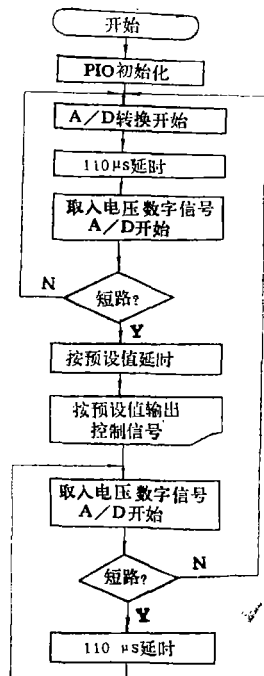 开始
PIO初始化
A／D转换开始
110μs延时
取入电压数字信号
A／D开始
短路?
N
Y
按预设值延时
按预设值输出
控制信号
取入电压数字信号
A／D开始
短路?
N
Y
110 μs延时